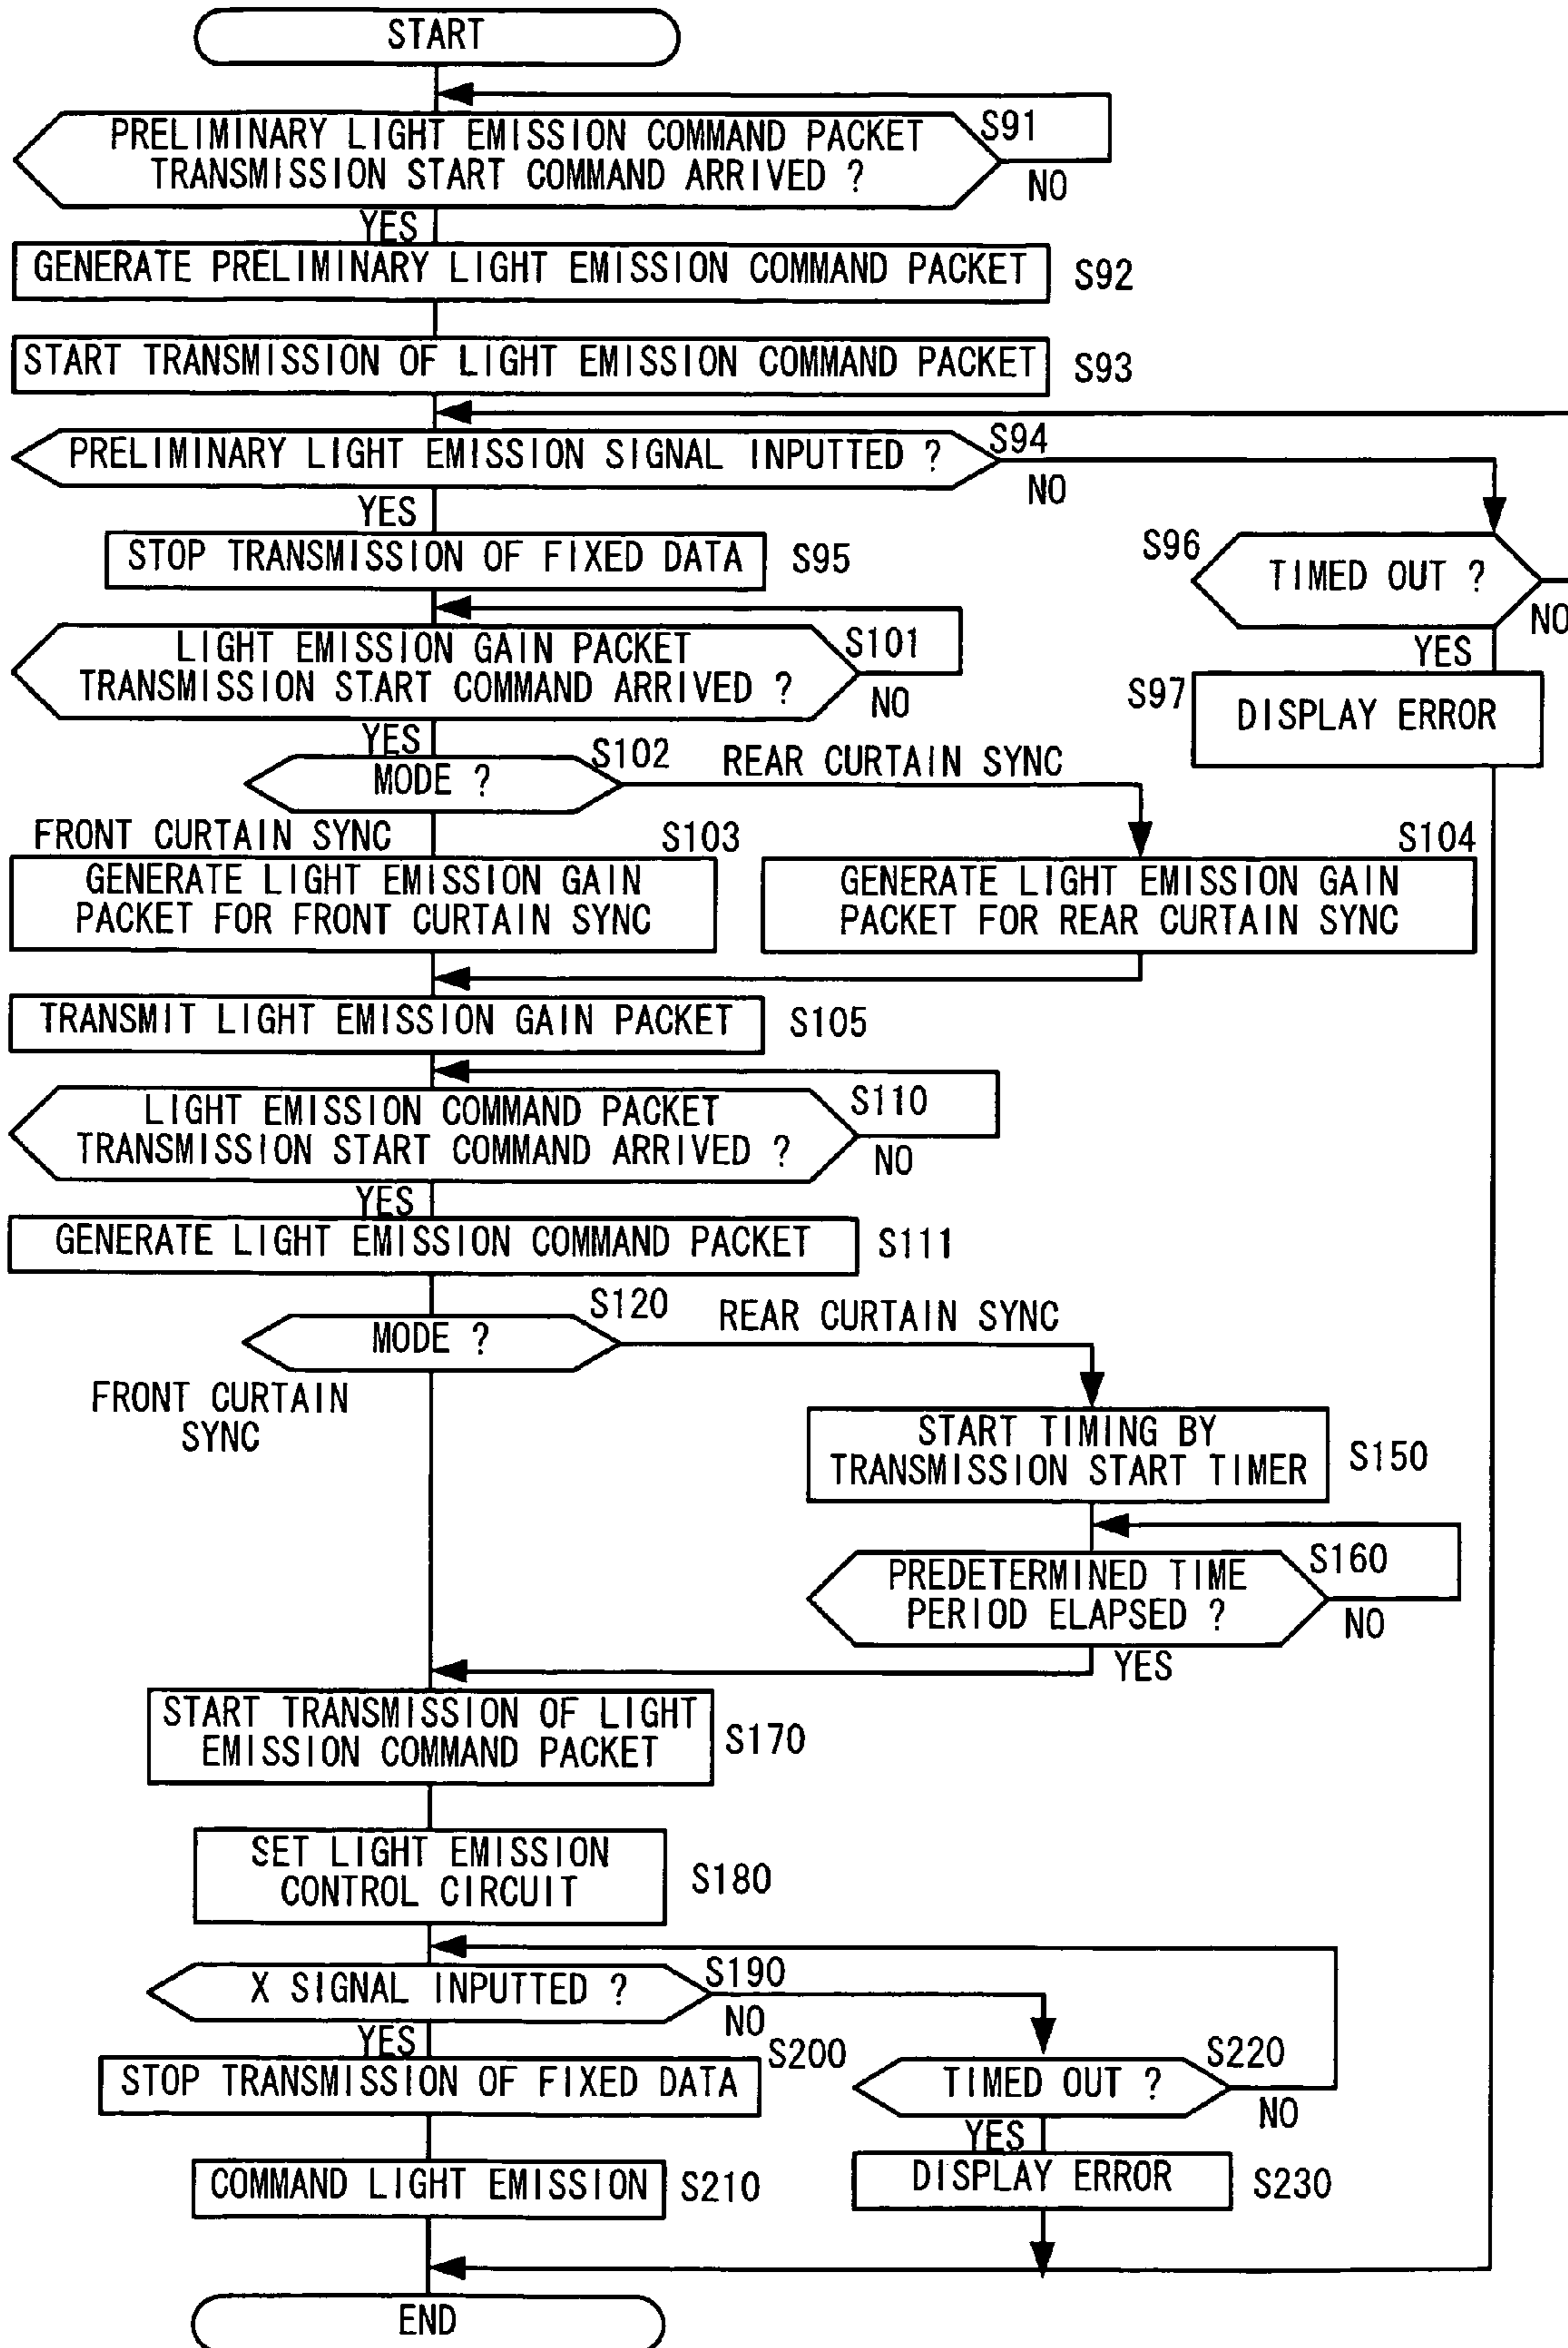 START
PRELIMINARY LIGHT EMISSION COMMAND PACKET
TRANSMISSION START COMMAND ARRIVED ?
S91
NO
YES
GENERATE PRELIMINARY LIGHT EMISSION COMMAND PACKET
S92
START TRANSMISSION OF LIGHT EMISSION COMMAND PACKET
S93
PRELIMINARY LIGHT EMISSION SIGNAL INPUTTED ?
S94
NO
YES
STOP TRANSMISSION OF FIXED DATA
S95
S96
TIMED OUT ?
NO
YES
S97
DISPLAY ERROR
LIGHT EMISSION GAIN PACKET
TRANSMISSION START COMMAND ARRIVED ?
S101
NO
YES
MODE ?
S102
REAR CURTAIN SYNC
FRONT CURTAIN SYNC
S103
GENERATE LIGHT EMISSION GAIN
PACKET FOR FRONT CURTAIN SYNC
S104
GENERATE LIGHT EMISSION GAIN
PACKET FOR REAR CURTAIN SYNC
TRANSMIT LIGHT EMISSION GAIN PACKET
S105
LIGHT EMISSION COMMAND PACKET
TRANSMISSION START COMMAND ARRIVED ?
S110
NO
YES
GENERATE LIGHT EMISSION COMMAND PACKET
S111
MODE ?
S120
REAR CURTAIN SYNC
FRONT CURTAIN
SYNC
START TIMING BY
TRANSMISSION START TIMER
S150
PREDETERMINED TIME
PERIOD ELAPSED ?
S160
NO
YES
START TRANSMISSION OF LIGHT
EMISSION COMMAND PACKET
S170
SET LIGHT EMISSION
CONTROL CIRCUIT
S180
X SIGNAL INPUTTED ?
S190
NO
YES
STOP TRANSMISSION OF FIXED DATA
S200
TIMED OUT ?
S220
NO
YES
COMMAND LIGHT EMISSION
S210
DISPLAY ERROR
S230
END